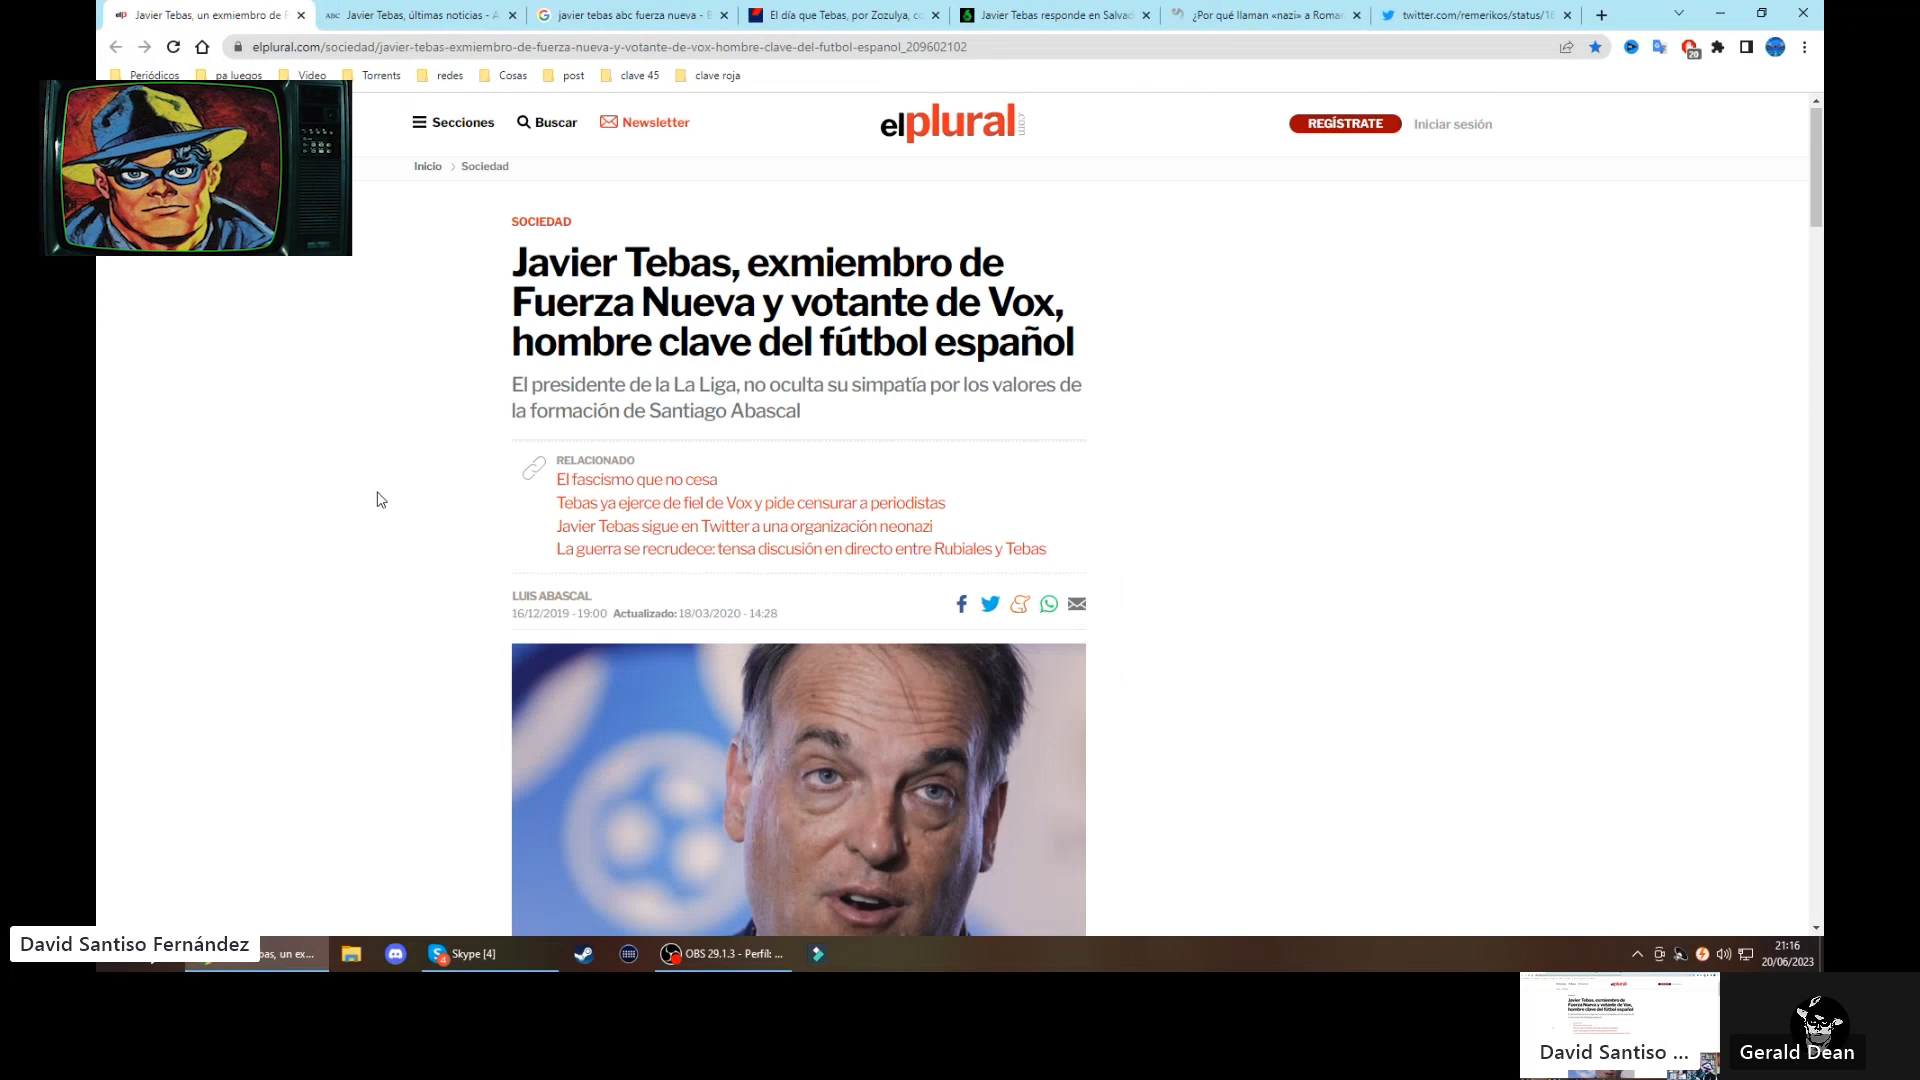 Javier Tebas, un exmiembro de F
Javier Tebas, últimas noticias - A
javier tebas abc fuerza nueva - B
El día que Tebas, por Zozulya, co
Javier Tebas responde en Salvad
¿Por qué llaman «nazi» a Roman
twitter.com/remerikos/status/16
elplural.com/sociedad/javier-tebas-exmiembro-de-fuerza-nueva-y-votante-de-vox-hombre-clave-del-futbol-espanol_209602102
20
Periódicos
pa luegos
Video
Torrents
redes
Cosas
post
clave 45
clave roja
Secciones
Buscar
Newsletter
elplural.com
REGÍSTRATE
Iniciar sesión
Inicio > Sociedad
SOCIEDAD
Javier Tebas, exmiembro de
Fuerza Nueva y votante de Vox,
hombre clave del fútbol español
El presidente de la La Liga, no oculta su simpatía por los valores de
la formación de Santiago Abascal
RELACIONADO
El fascismo que no cesa
Tebas ya ejerce de fiel de Vox y pide censurar a periodistas
Javier Tebas sigue en Twitter a una organización neonazi
La guerra se recrudece: tensa discusión en directo entre Rubiales y Tebas
LUIS ABASCAL
16/12/2019 - 19:00 Actualizado: 18/03/2020 - 14:28
David Santiso Fernández
bas, un ex...
Skype [4]
OBS 29.1.3 - Perfil: ...
21:16
20/06/2023
Javier Tebas, exmiembro de
Fuerza Nueva y votante de Vox,
hombre clave del fútbol español
David Santiso ...
Gerald Dean